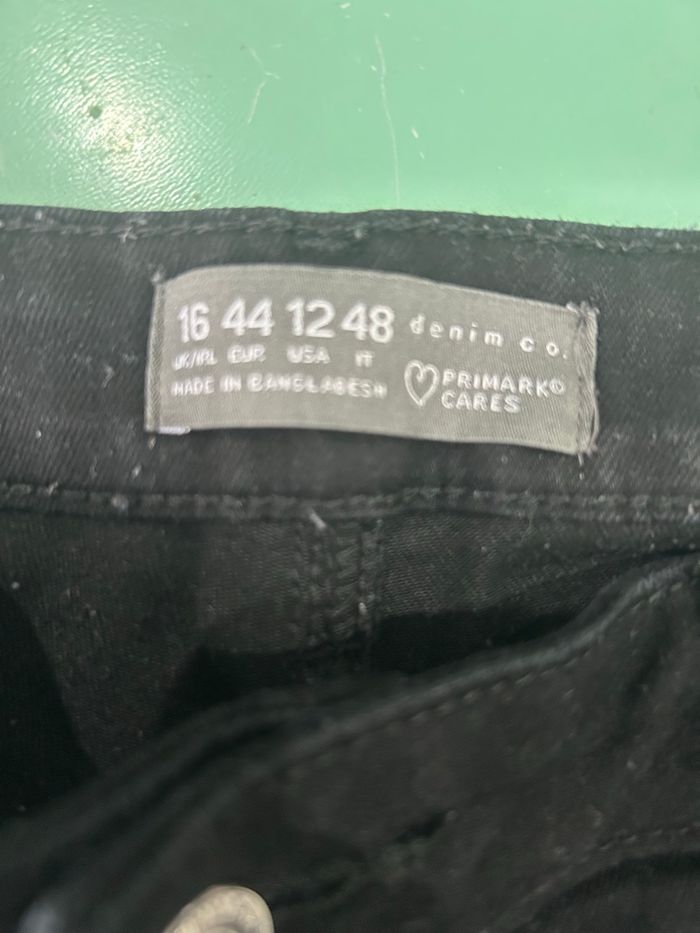 16 44 12 48 denim co.
UK/IRL EUR USA IT
MADE IN BANGLADESH
PRIMARK©
CARES